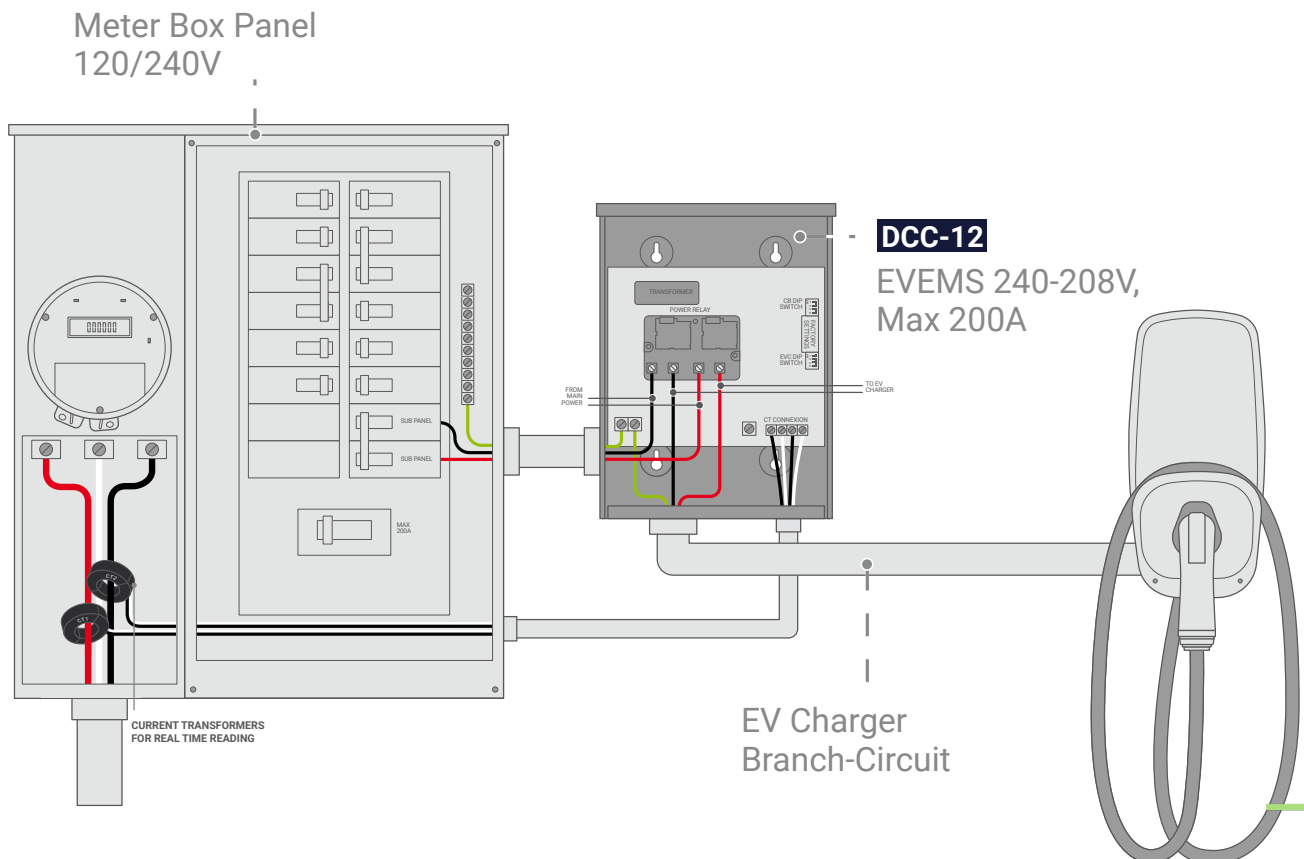 Meter Box Panel
120/240V
000000
SUB PANEL
SUB PANEL
MAX
200A
CT2
CT1
CURRENT TRANSFORMERS
FOR REAL TIME READING
DCC-12
EVEMS 240-208V,
Max 200A
TRANSFORMER
POWER RELAY
CB DIP
SWITCH
FACTORY
SETTINGS
EVC DIP
SWITCH
FROM
MAIN
POWER
TO EV
CHARGER
CT CONNEXION
EV Charger
Branch-Circuit